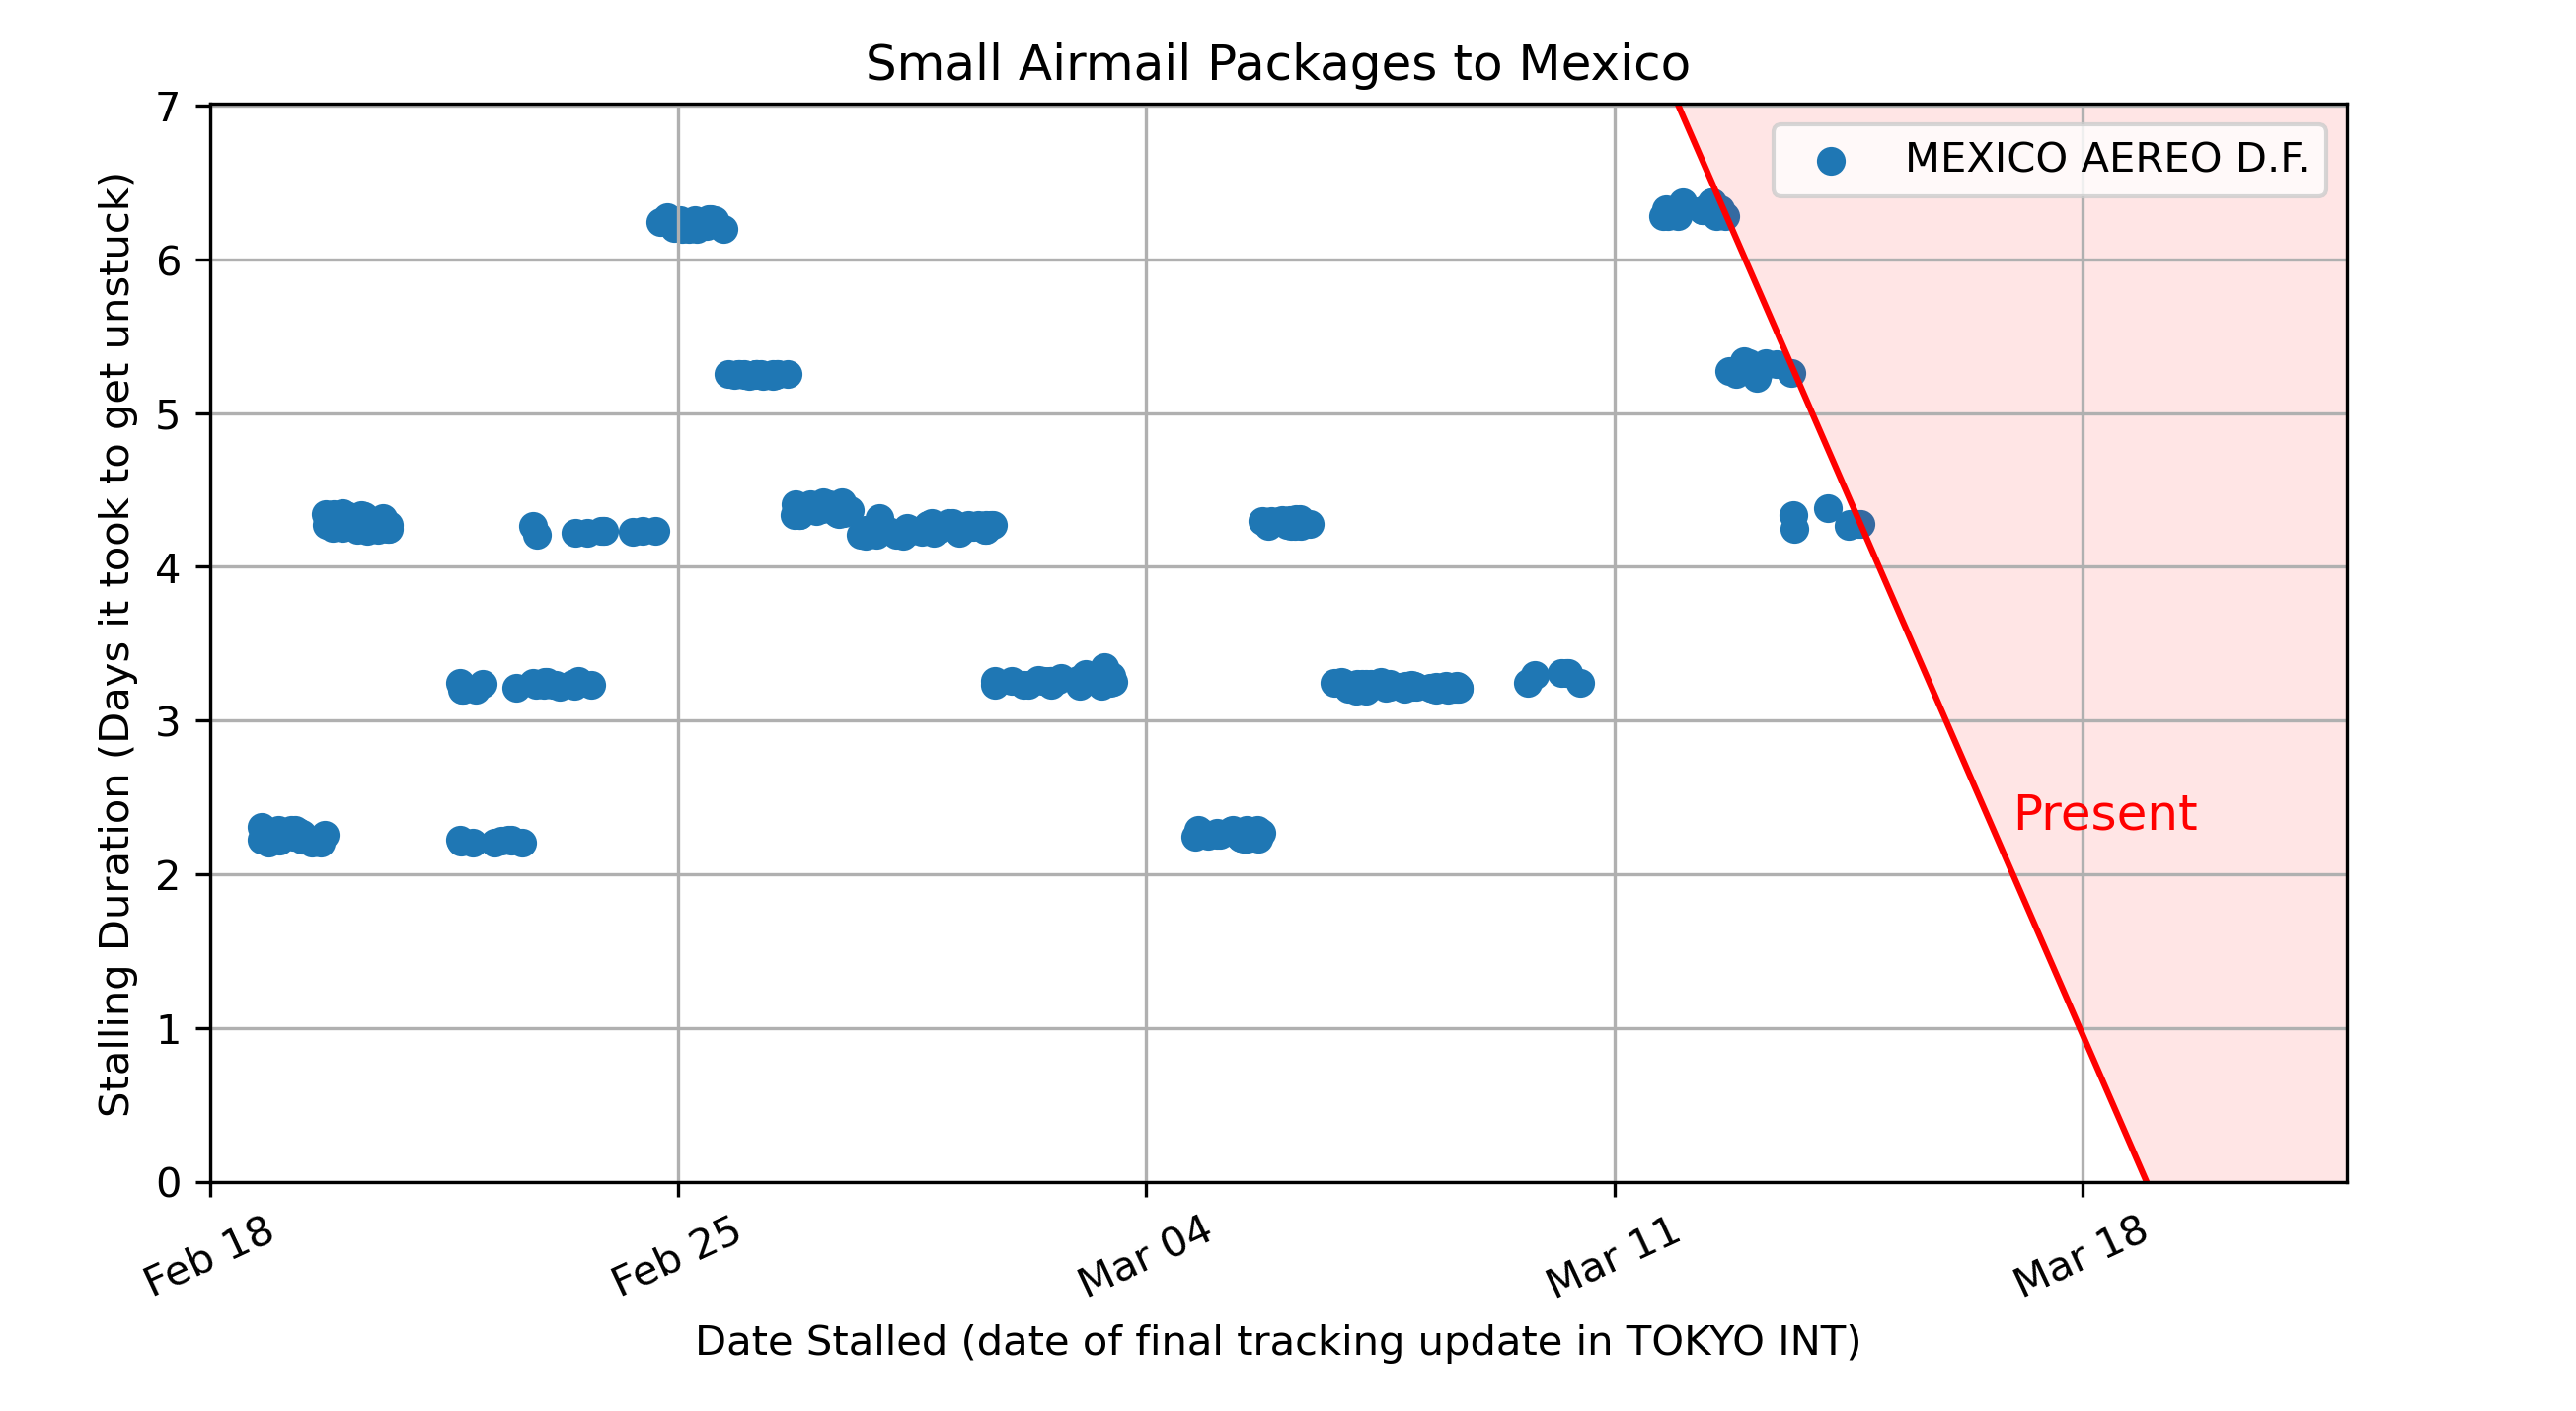 Small Airmail Packages to Mexico
Stalling Duration (Days it took to get unstuck)
7
6
5
4
3
2
1
0
MEXICO AEREO D.F.
Present
Feb 18
Feb 25
Mar 04
Mar 11
Mar 18
Date Stalled (date of final tracking update in TOKYO INT)